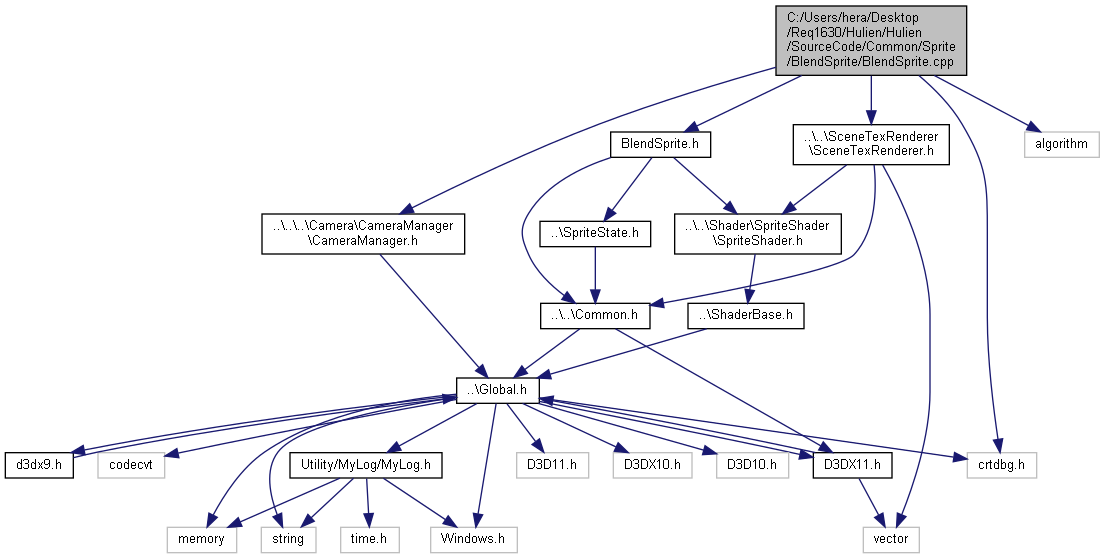 C:/Users/hera/Desktop
/Req1630/Hulien/Hulien
/SourceCode/Common/Sprite
/BlendSprite/BlendSprite.cpp
BlendSprite.h
..\..\SceneTexRenderer
\SceneTexRenderer.h
algorithm
..\..\..\Camera\CameraManager
\CameraManager.h
..\SpriteState.h
..\..\Shader\SpriteShader
\SpriteShader.h
..\..\Common.h
..\ShaderBase.h
..\Global.h
d3dx9.h
codecvt
Utility/MyLog/MyLog.h
D3D11.h
D3DX10.h
D3D10.h
D3DX11.h
crtdbg.h
memory
string
time.h
Windows.h
vector